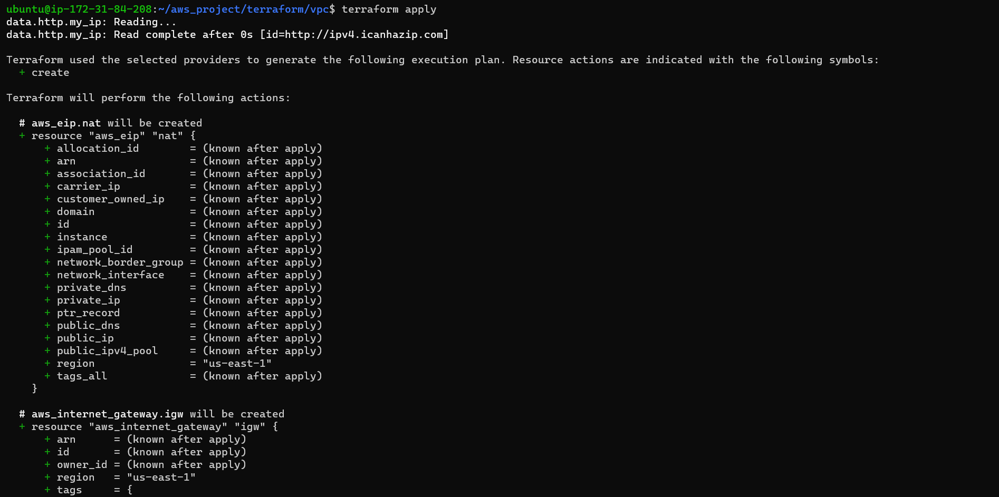 ubuntu@ip-172-31-84-208:~/aws_project/terraform/vpc$ terraform apply
data.http.my_ip: Reading...
data.http.my_ip: Read complete after 0s [id=http://ipv4.icanhazip.com]
Terraform used the selected providers to generate the following execution plan. Resource actions are indicated with the following symbols:
  + create
Terraform will perform the following actions:
  # aws_eip.nat will be created
  + resource "aws_eip" "nat" {
      + allocation_id        = (known after apply)
      + arn                  = (known after apply)
      + association_id       = (known after apply)
      + carrier_ip           = (known after apply)
      + customer_owned_ip    = (known after apply)
      + domain               = (known after apply)
      + id                   = (known after apply)
      + instance             = (known after apply)
      + ipam_pool_id         = (known after apply)
      + network_border_group = (known after apply)
      + network_interface    = (known after apply)
      + private_dns          = (known after apply)
      + private_ip           = (known after apply)
      + ptr_record           = (known after apply)
      + public_dns           = (known after apply)
      + public_ip            = (known after apply)
      + public_ipv4_pool     = (known after apply)
      + region               = "us-east-1"
      + tags_all             = (known after apply)
    }
  # aws_internet_gateway.igw will be created
  + resource "aws_internet_gateway" "igw" {
      + arn      = (known after apply)
      + id       = (known after apply)
      + owner_id = (known after apply)
      + region   = "us-east-1"
      + tags     = {